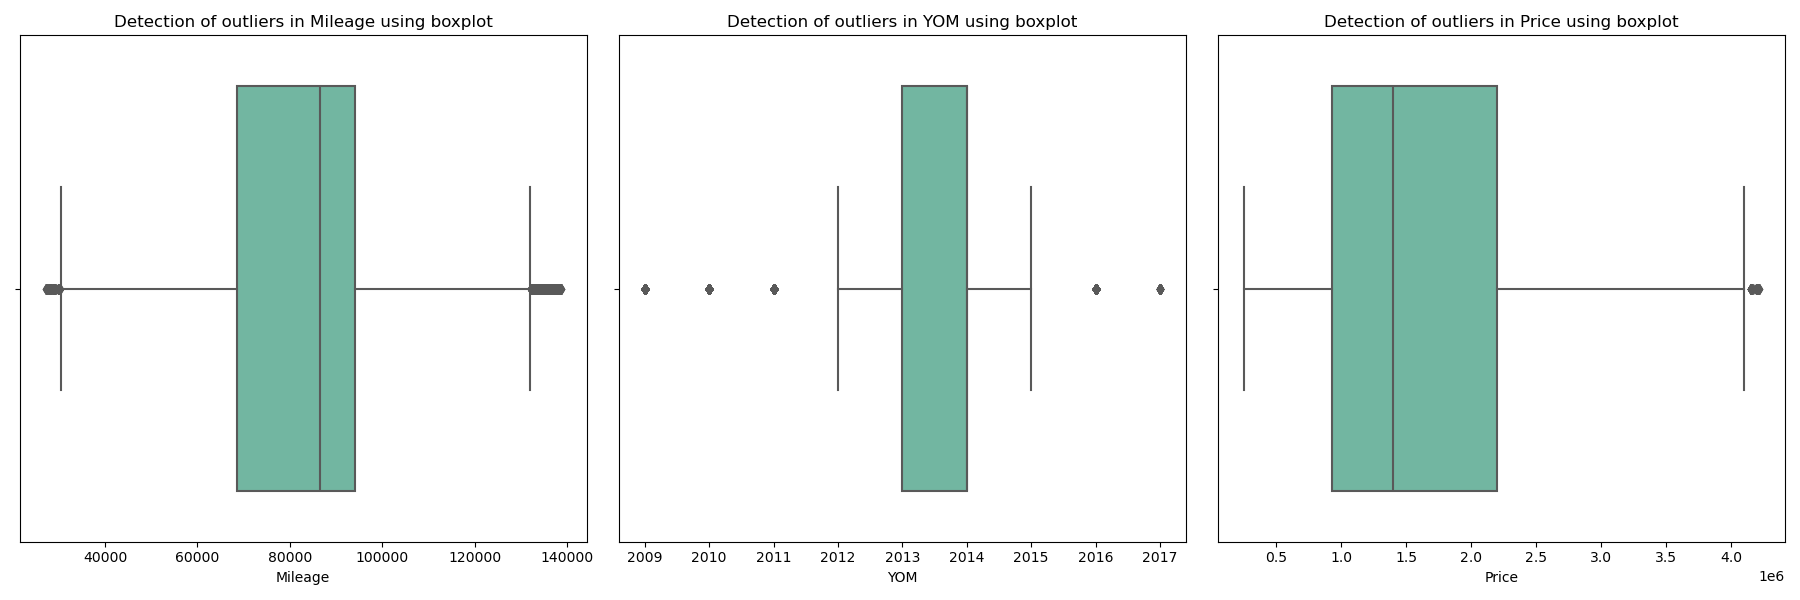 Detection of outliers in Mileage using boxplot
40000 60000 80000 100000 120000 140000
Mileage
Detection of outliers in YOM using boxplot
2009 2010 2011 2012 2013 2014 2015 2016 2017
YOM
Detection of outliers in Price using boxplot
0.5 1.0 1.5 2.0 2.5 3.0 3.5 4.0
1e6
Price